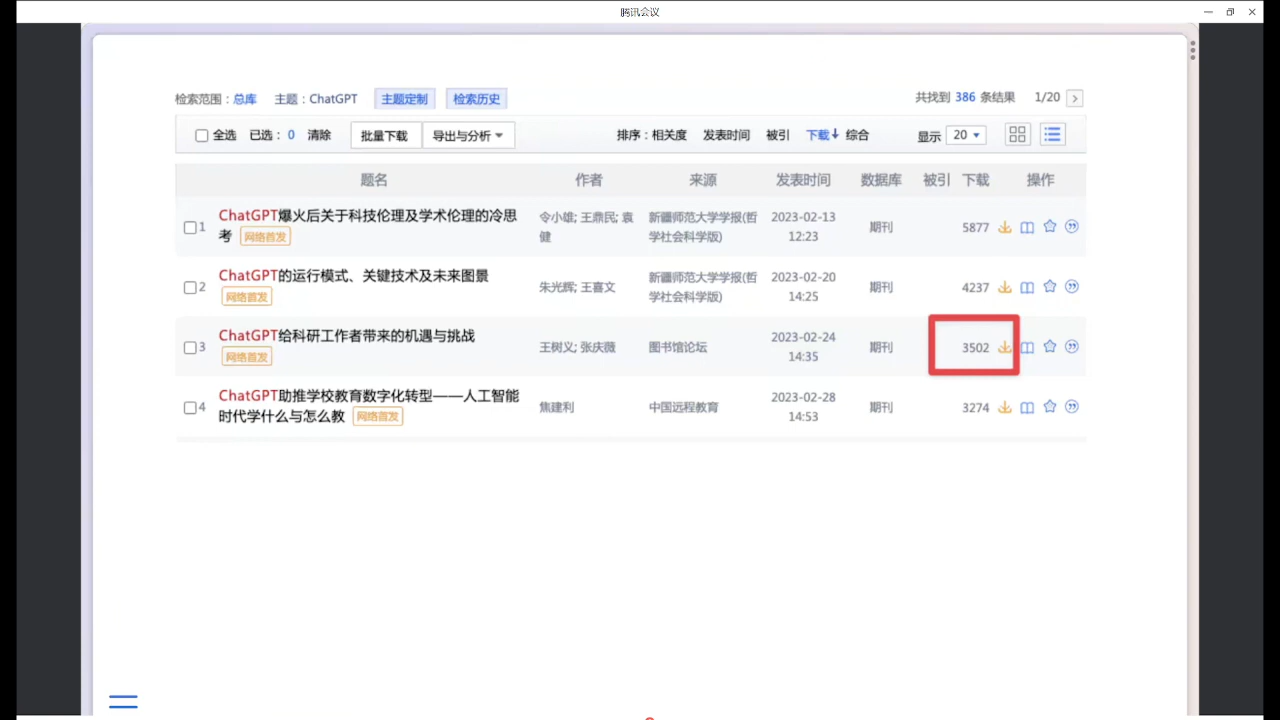 腾讯会议
检索范围：总库 主题：ChatGPT 主题定制 检索历史 共找到 386 条结果 1/20 >
全选 已选：0 清除 批量下载 导出与分析 排序：相关度 发表时间 被引 下载↓ 综合 显示 20
题名 作者 来源 发表时间 数据库 被引 下载 操作
1 ChatGPT爆火后关于科技伦理及学术伦理的冷思 令小雄; 王鼎民; 袁 新疆师范大学学报(哲 2023-02-13 期刊 5877
考 网络首发 健 学社会科学版) 12:23
2 ChatGPT的运行模式、关键技术及未来图景 朱光辉; 王喜文 新疆师范大学学报(哲 2023-02-20 期刊 4237
网络首发 学社会科学版) 14:25
3 ChatGPT给科研工作者带来的机遇与挑战 王树义; 张庆薇 图书馆论坛 2023-02-24 期刊 3502
网络首发 14:35
4 ChatGPT助推学校教育数字化转型——人工智能 焦建利 中国远程教育 2023-02-28 期刊 3274
时代学什么与怎么教 网络首发 14:53